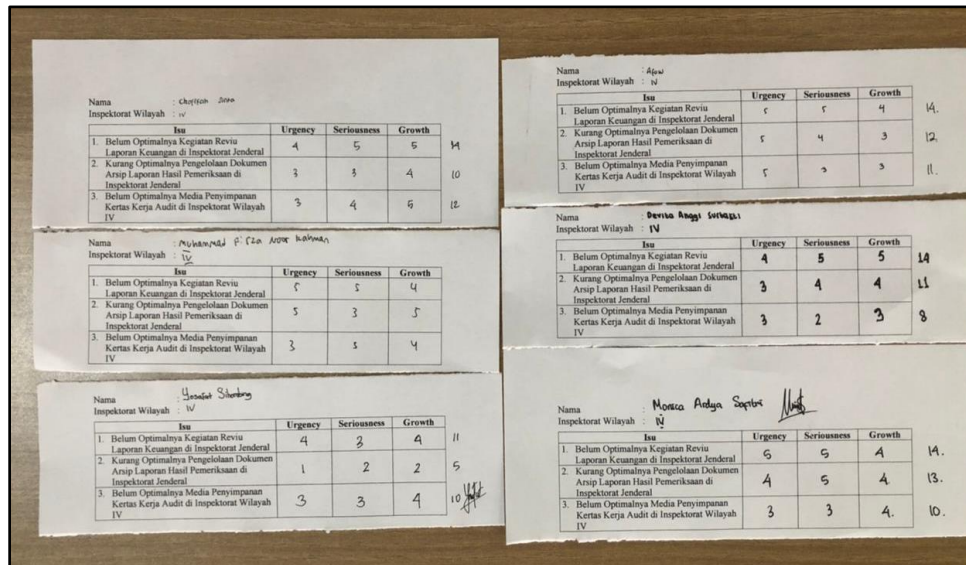 Nama : Cholifah
Inspektorat Wilayah : IV
Isu Urgency Seriousness Growth
1. Belum Optimalnya Kegiatan Reviu
Laporan Keuangan di Inspektorat Jenderal 4 5 5 14
2. Kurang Optimalnya Pengelolaan Dokumen
Arsip Laporan Hasil Pemeriksaan di
Inspektorat Jenderal 3 3 4 10
3. Belum Optimalnya Media Penyimpanan
Kertas Kerja Audit di Inspektorat Wilayah
IV 3 4 5 12
Nama : Muhammad Noor Rahman
Inspektorat Wilayah : IV
Isu Urgency Seriousness Growth
1. Belum Optimalnya Kegiatan Reviu
Laporan Keuangan di Inspektorat Jenderal 5 5 4
2. Kurang Optimalnya Pengelolaan Dokumen
Arsip Laporan Hasil Pemeriksaan di
Inspektorat Jenderal 5 3 5
3. Belum Optimalnya Media Penyimpanan
Kertas Kerja Audit di Inspektorat Wilayah
IV 3 4
Nama : Yosafat Sihombing
Inspektorat Wilayah : IV
Isu Urgency Seriousness Growth
1. Belum Optimalnya Kegiatan Reviu
Laporan Keuangan di Inspektorat Jenderal 4 3 4 11
2. Kurang Optimalnya Pengelolaan Dokumen
Arsip Laporan Hasil Pemeriksaan di
Inspektorat Jenderal 1 2 2 5
3. Belum Optimalnya Media Penyimpanan
Kertas Kerja Audit di Inspektorat Wilayah
IV 3 3 4 10
Nama :
Inspektorat Wilayah : IV
Isu Urgency Seriousness Growth
1. Belum Optimalnya Kegiatan Reviu
Laporan Keuangan di Inspektorat Jenderal 5 5 4 14.
2. Kurang Optimalnya Pengelolaan Dokumen
Arsip Laporan Hasil Pemeriksaan di
Inspektorat Jenderal 5 4 3 12
3. Belum Optimalnya Media Penyimpanan
Kertas Kerja Audit di Inspektorat Wilayah
IV 5 3 3 11.
Nama : Devina Anggi
Inspektorat Wilayah : IV
Isu Urgency Seriousness Growth
1. Belum Optimalnya Kegiatan Reviu
Laporan Keuangan di Inspektorat Jenderal 4 5 5 14
2. Kurang Optimalnya Pengelolaan Dokumen
Arsip Laporan Hasil Pemeriksaan di
Inspektorat Jenderal 3 4 4 11
3. Belum Optimalnya Media Penyimpanan
Kertas Kerja Audit di Inspektorat Wilayah
IV 3 2 3 8
Nama : Monica Ardya
Inspektorat Wilayah : IV
Isu Urgency Seriousness Growth
1. Belum Optimalnya Kegiatan Reviu
Laporan Keuangan di Inspektorat Jenderal 5 5 4 14.
2. Kurang Optimalnya Pengelolaan Dokumen
Arsip Laporan Hasil Pemeriksaan di
Inspektorat Jenderal 4 5 4 13.
3. Belum Optimalnya Media Penyimpanan
Kertas Kerja Audit di Inspektorat Wilayah
IV 3 3 4. 10.